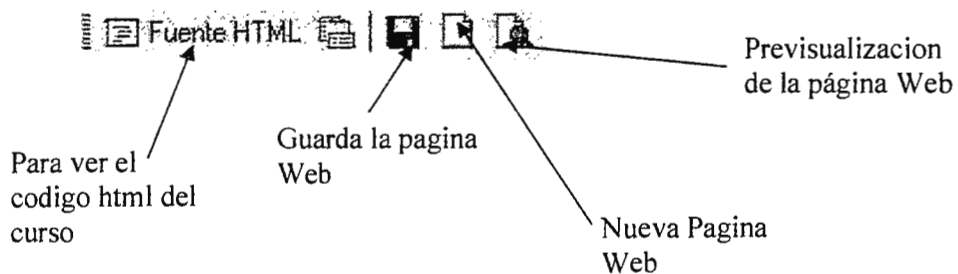 Fuente HTML
Previsualizacion
de la página Web
Guarda la pagina
Web
Para ver el
codigo html del
curso
Nueva Pagina
Web